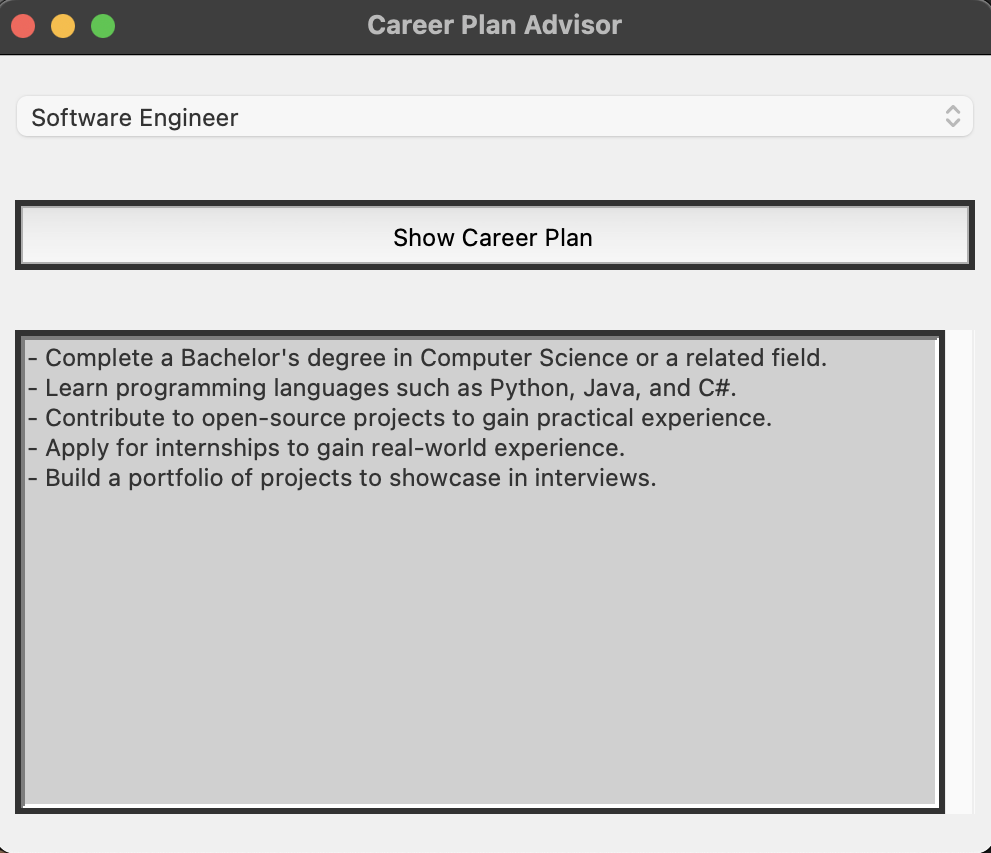 Career Plan Advisor
Software Engineer
Show Career Plan
- Complete a Bachelor's degree in Computer Science or a related field.
- Learn programming languages such as Python, Java, and C#.
- Contribute to open-source projects to gain practical experience.
- Apply for internships to gain real-world experience.
- Build a portfolio of projects to showcase in interviews.